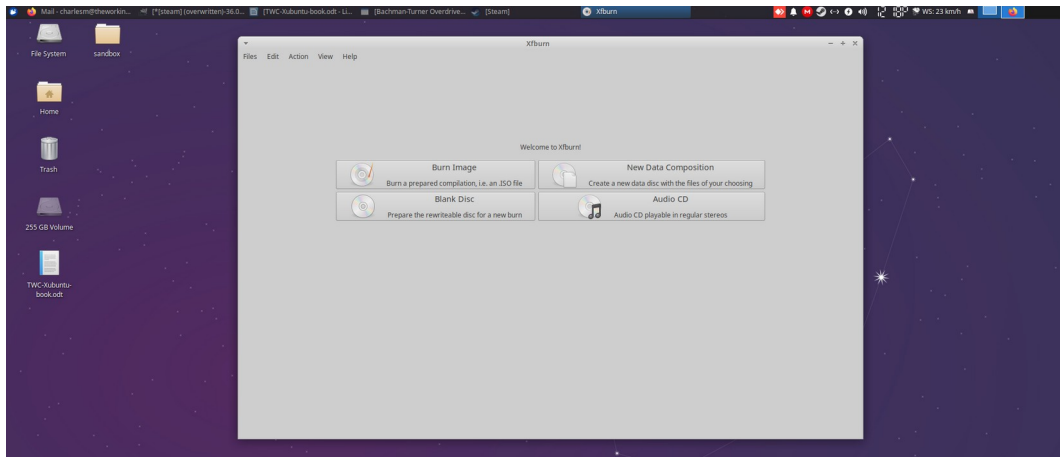 Mail - charlesm@theworkin...
[*[steam] (overwritten)-36.0...
[TWC-Xubuntu-book.odt - Li...
[Bachman-Turner Overdrive...
[Steam]
Xfburn
WS: 23 km/h
File System
sandbox
Home
Trash
255 GB Volume
TWC-Xubuntu-
book.odt
Xfburn
Files Edit Action View Help
Welcome to Xfburn!
Burn Image
Burn a prepared compilation, i.e. an .ISO file
New Data Composition
Create a new data disc with the files of your choosing
Blank Disc
Prepare the rewriteable disc for a new burn
Audio CD
Audio CD playable in regular stereos